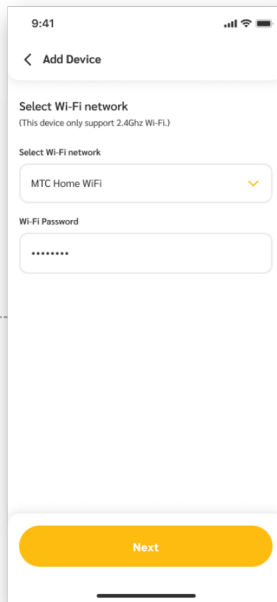 9:41
Add Device
Select Wi-Fi network
(This device only support 2.4Ghz Wi-Fi.)
Select Wi-Fi network
MTC Home WiFi
Wi-Fi Password
••••••••
Next